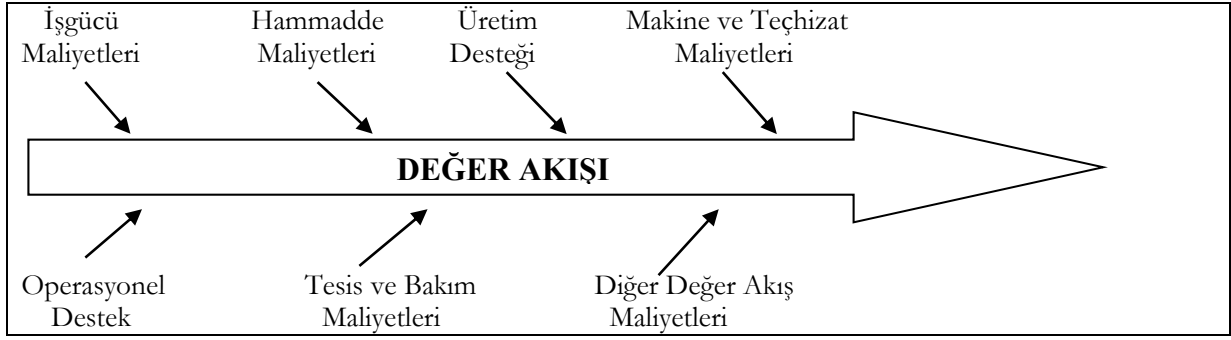 İşgücü
Maliyetleri
Hammadde
Maliyetleri
Üretim
Desteği
Makine ve Teçhizat
Maliyetleri
DEĞER AKIŞI
Operasyonel
Destek
Tesis ve Bakım
Maliyetleri
Diğer Değer Akış
Maliyetleri